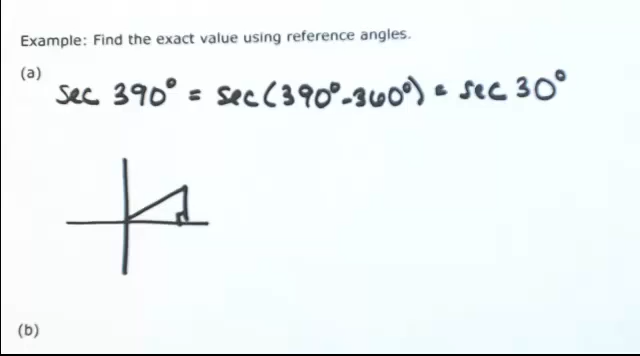 Example: Find the exact value using reference angles.
(a)
sec 390° = sec(390°-360°) = sec 30°
(b)